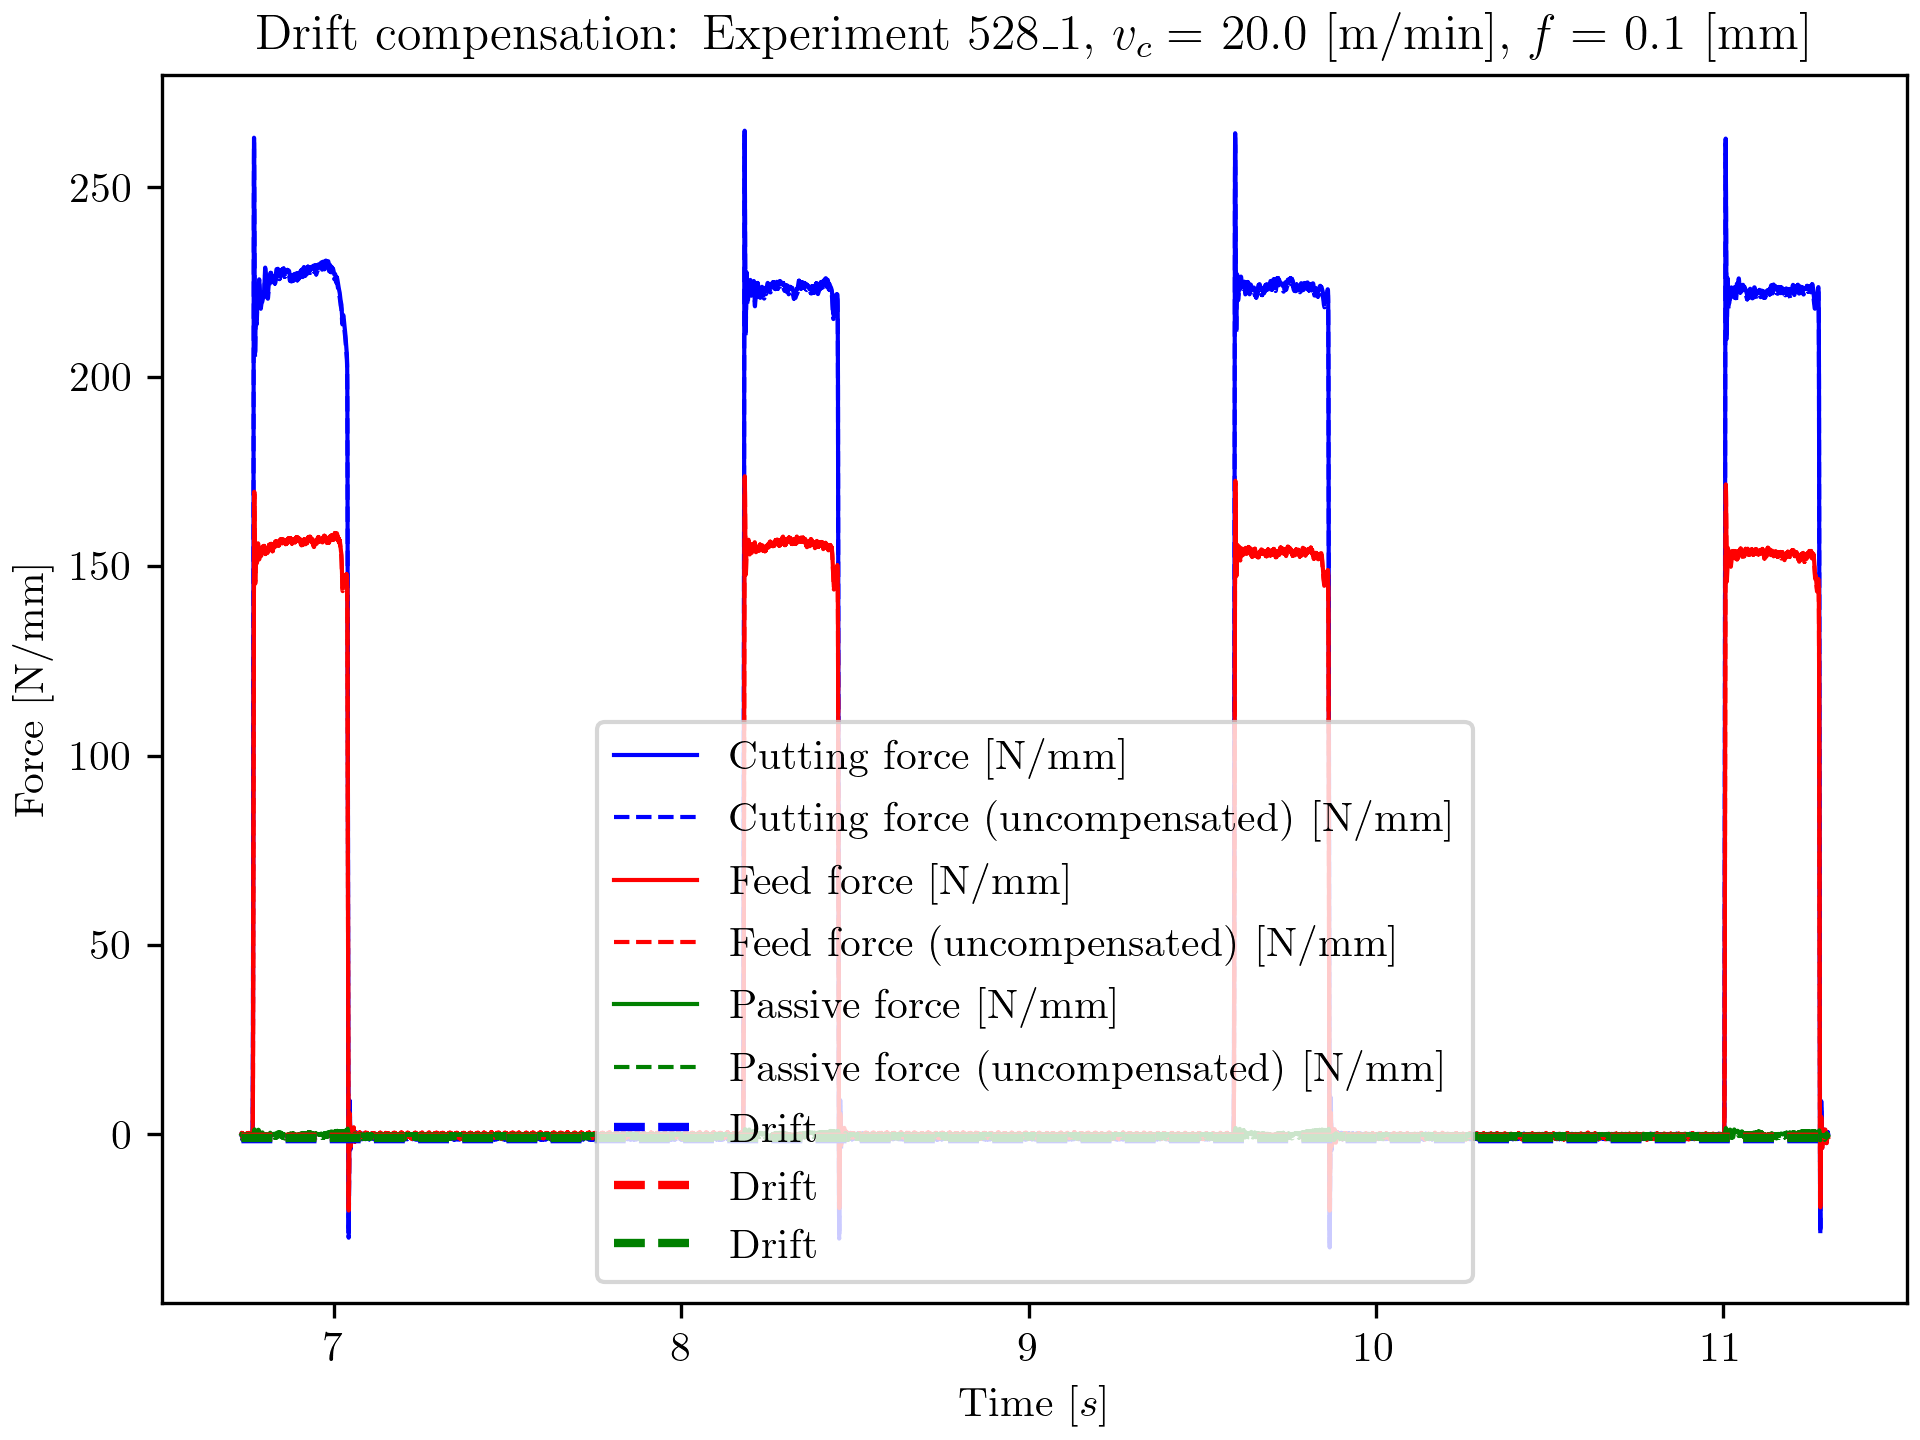 Drift compensation: Experiment 528_1, v_c = 20.0 [m/min], f = 0.1 [mm]
Force [N/mm]
250
200
150
100
50
0
Cutting force [N/mm]
Cutting force (uncompensated) [N/mm]
Feed force [N/mm]
Feed force (uncompensated) [N/mm]
Passive force [N/mm]
Passive force (uncompensated) [N/mm]
Drift
Drift
Drift
7 8 9 10 11
Time [s]